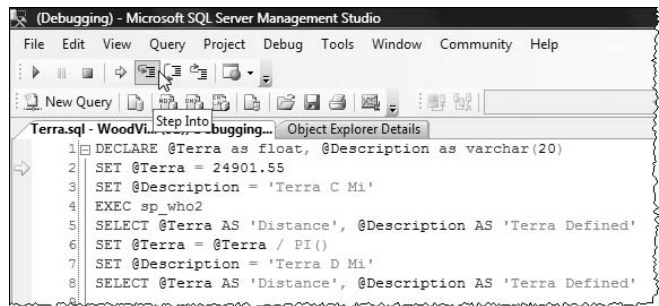 (Debugging) - Microsoft SQL Server Management Studio
File Edit View Query Project Debug Tools Window Community Help
New Query
Step Into
Terra.sql - WoodVi... Debugging... Object Explorer Details
1 DECLARE @Terra as float, @Description as varchar(20)
2 SET @Terra = 24901.55
3 SET @Description = 'Terra C Mi'
4 EXEC sp_who2
5 SELECT @Terra AS 'Distance', @Description AS 'Terra Defined'
6 SET @Terra = @Terra / PI()
7 SET @Description = 'Terra D Mi'
8 SELECT @Terra AS 'Distance', @Description AS 'Terra Defined'